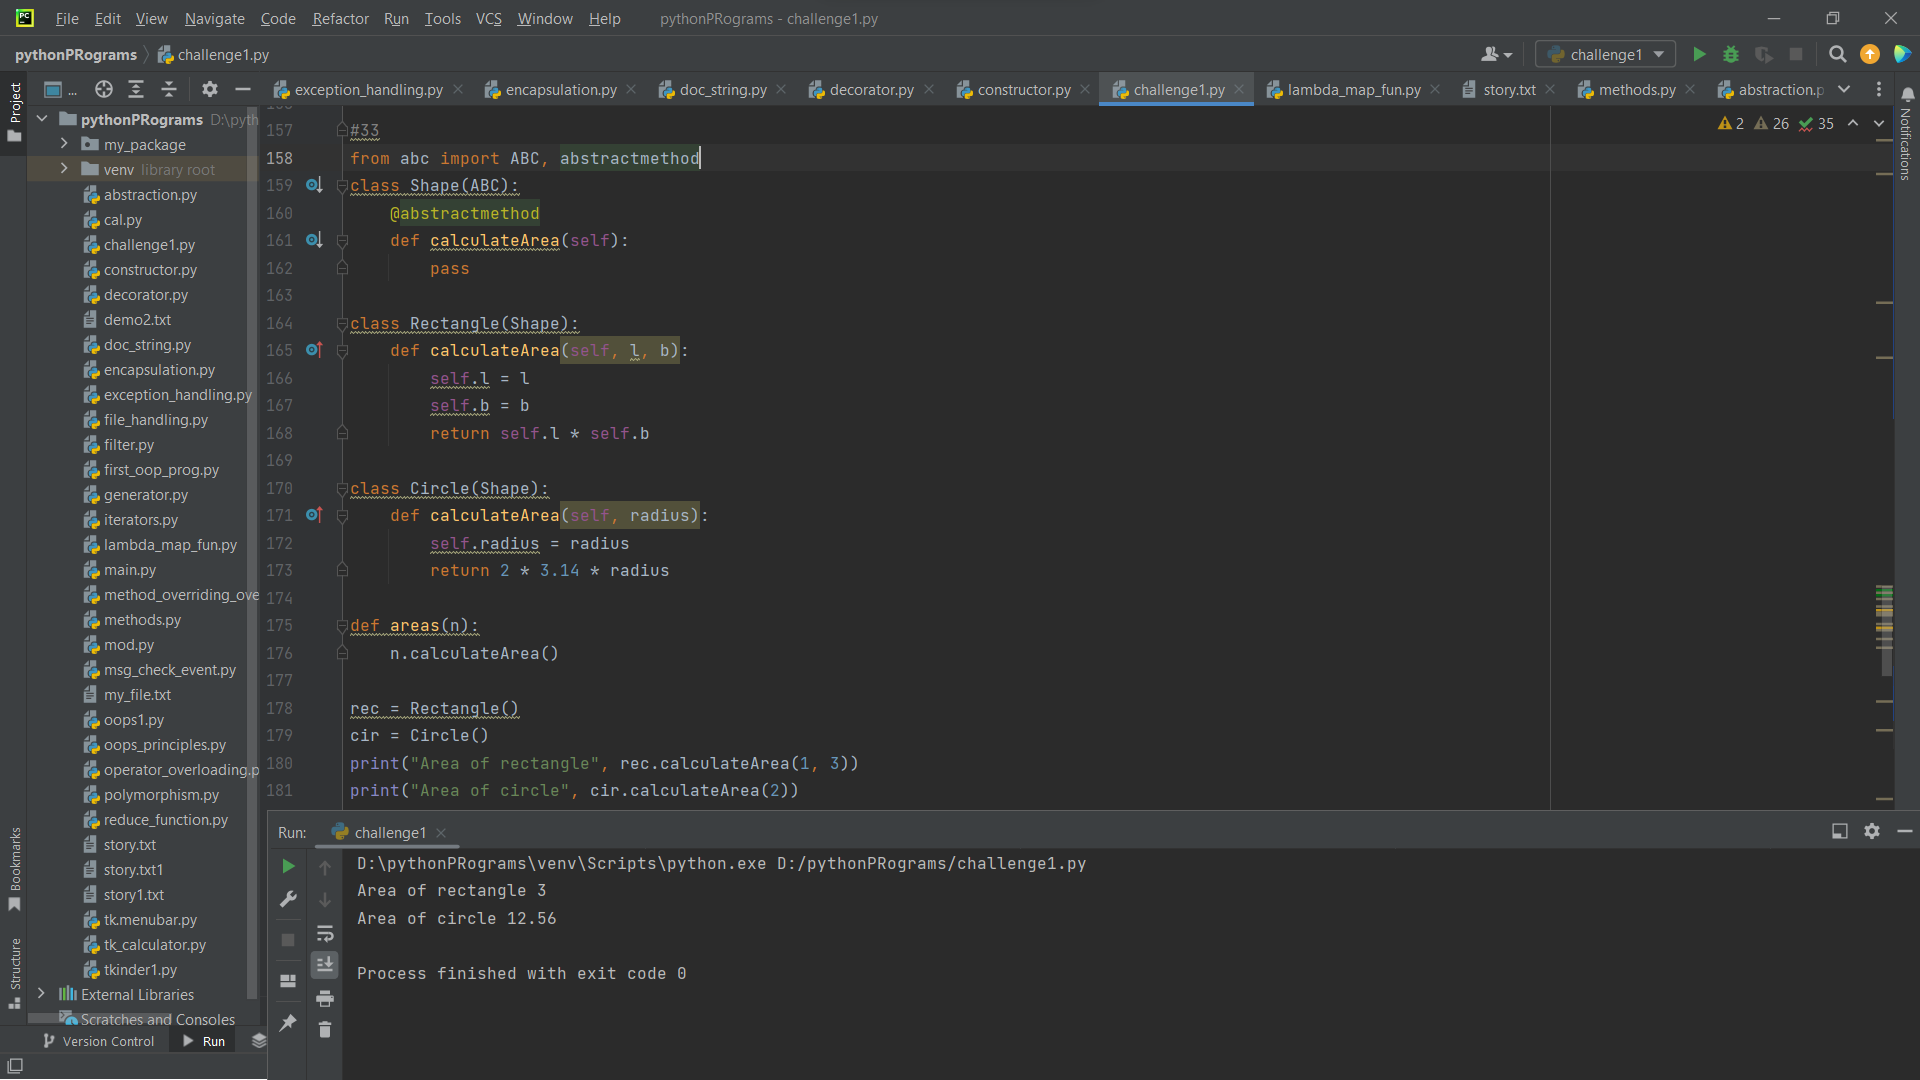 PC
File Edit View Navigate Code Refactor Run Tools VCS Window Help pythonPRograms - challenge1.py
pythonPRograms challenge1.py challenge1
Project ... exception_handling.py encapsulation.py doc_string.py decorator.py constructor.py challenge1.py lambda_map_fun.py story.txt methods.py abstraction.p
Notifications
2 26 35
pythonPRograms D:\pyth
my_package
venv library root
abstraction.py
cal.py
challenge1.py
constructor.py
decorator.py
demo2.txt
doc_string.py
encapsulation.py
exception_handling.py
file_handling.py
filter.py
first_oop_prog.py
generator.py
iterators.py
lambda_map_fun.py
main.py
method_overriding_ove
methods.py
mod.py
msg_check_event.py
my_file.txt
oops1.py
oops_principles.py
operator_overloading.p
polymorphism.py
reduce_function.py
story.txt
story.txt1
story1.txt
tk.menubar.py
tk_calculator.py
tkinder1.py
External Libraries
Scratches and Consoles
157 #33
158 from abc import ABC, abstractmethod
159 class Shape(ABC):
160     @abstractmethod
161     def calculateArea(self):
162         pass
163
164 class Rectangle(Shape):
165     def calculateArea(self, l, b):
166         self.l = l
167         self.b = b
168         return self.l * self.b
169
170 class Circle(Shape):
171     def calculateArea(self, radius):
172         self.radius = radius
173         return 2 * 3.14 * radius
174
175 def areas(n):
176     n.calculateArea()
177
178 rec = Rectangle()
179 cir = Circle()
180 print("Area of rectangle", rec.calculateArea(1, 3))
181 print("Area of circle", cir.calculateArea(2))
Bookmarks
Structure
Run: challenge1
D:\pythonPRograms\venv\Scripts\python.exe D:/pythonPRograms/challenge1.py
Area of rectangle 3
Area of circle 12.56
Process finished with exit code 0
Version Control Run